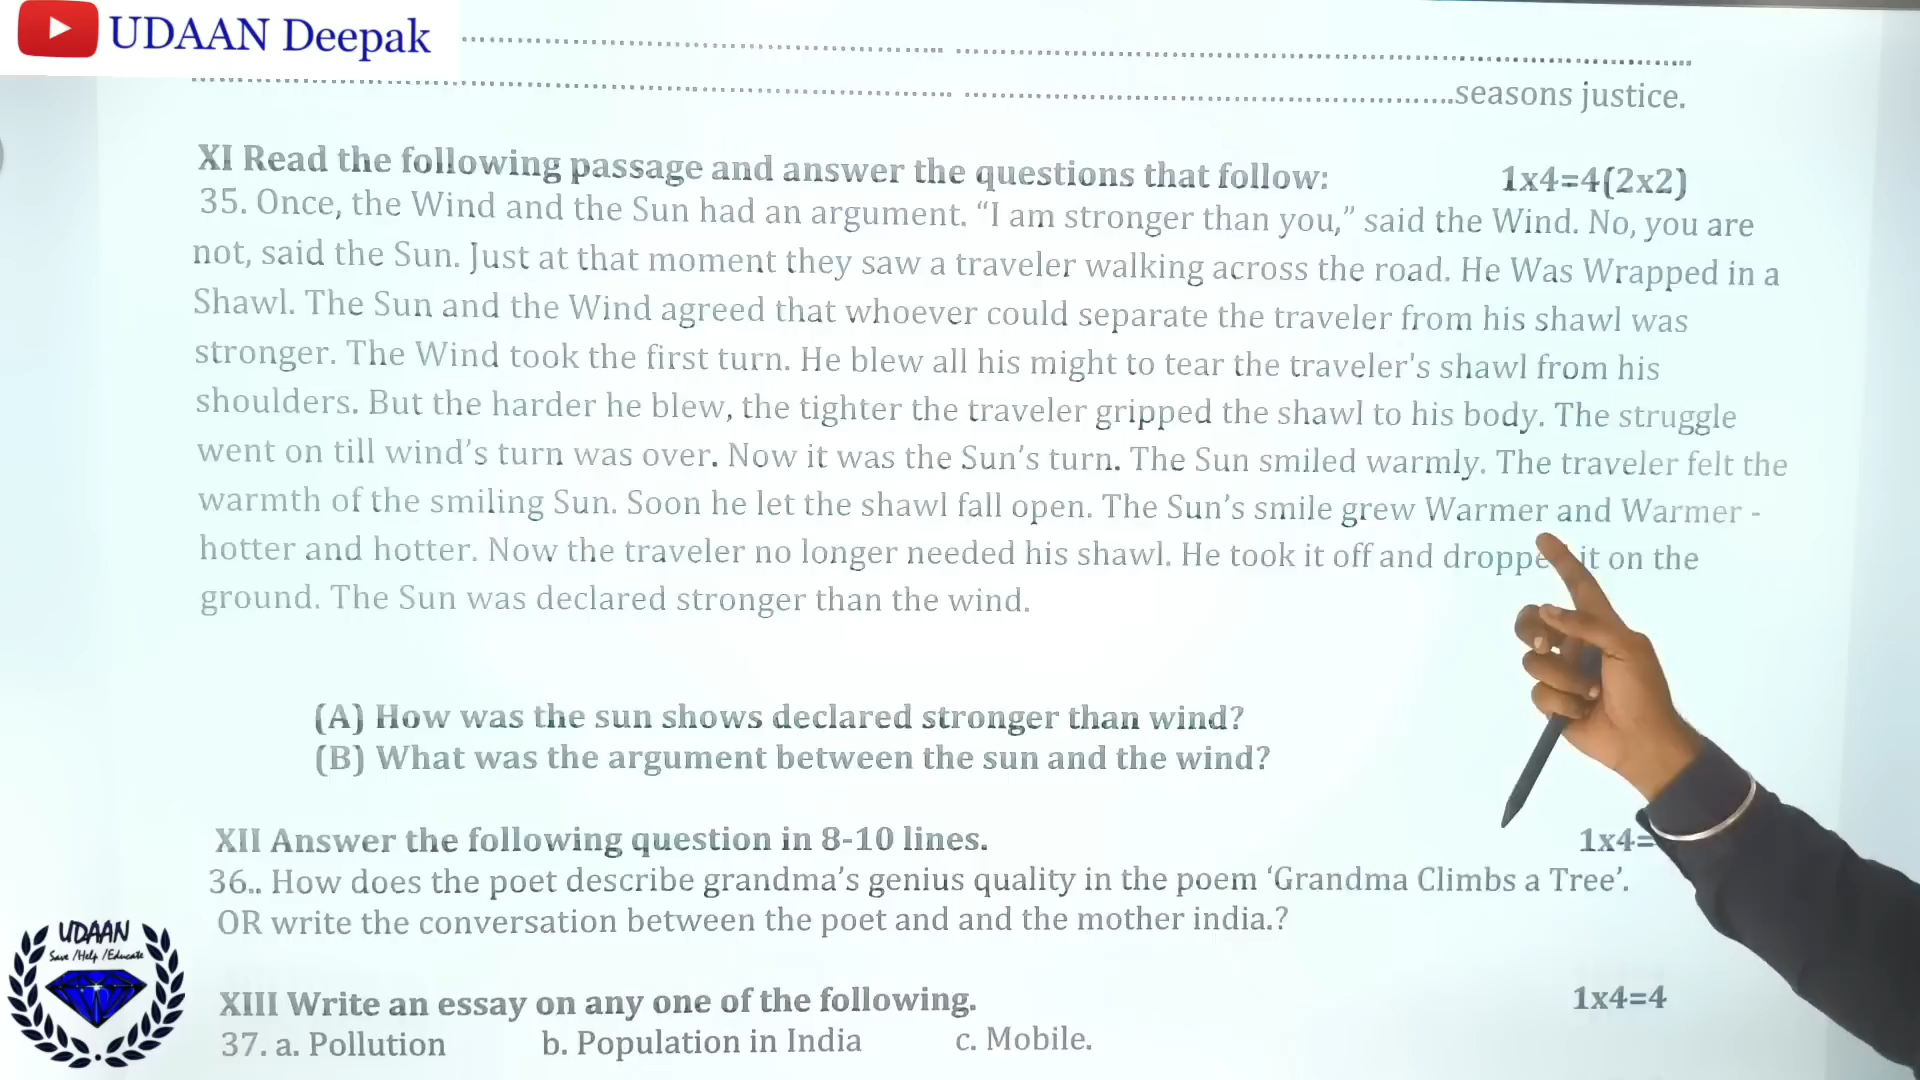 UDAAN Deepak
seasons justice.
XI Read the following passage and answer the questions that follow: 1x4=4(2x2)
35. Once, the Wind and the Sun had an argument. “I am stronger than you,” said the Wind. No, you are
not, said the Sun. Just at that moment they saw a traveler walking across the road. He Was Wrapped in a
Shawl. The Sun and the Wind agreed that whoever could separate the traveler from his shawl was
stronger. The Wind took the first turn. He blew all his might to tear the traveler's shawl from his
shoulders. But the harder he blew, the tighter the traveler gripped the shawl to his body. The struggle
went on till wind’s turn was over. Now it was the Sun’s turn. The Sun smiled warmly. The traveler felt the
warmth of the smiling Sun. Soon he let the shawl fall open. The Sun’s smile grew Warmer and Warmer -
hotter and hotter. Now the traveler no longer needed his shawl. He took it off and it on the
ground. The Sun was declared stronger than the wind.
(A) How was the sun shows declared stronger than wind?
(B) What was the argument between the sun and the wind?
XII Answer the following question in 8-10 lines. 1x4=
36.. How does the poet describe grandma’s genius quality in the poem ‘Grandma Climbs a Tree’.
OR write the conversation between the poet and and the mother india.?
UDAAN
Save /Help /Educate
XIII Write an essay on any one of the following. 1x4=4
37. a. Pollution b. Population in India c. Mobile.